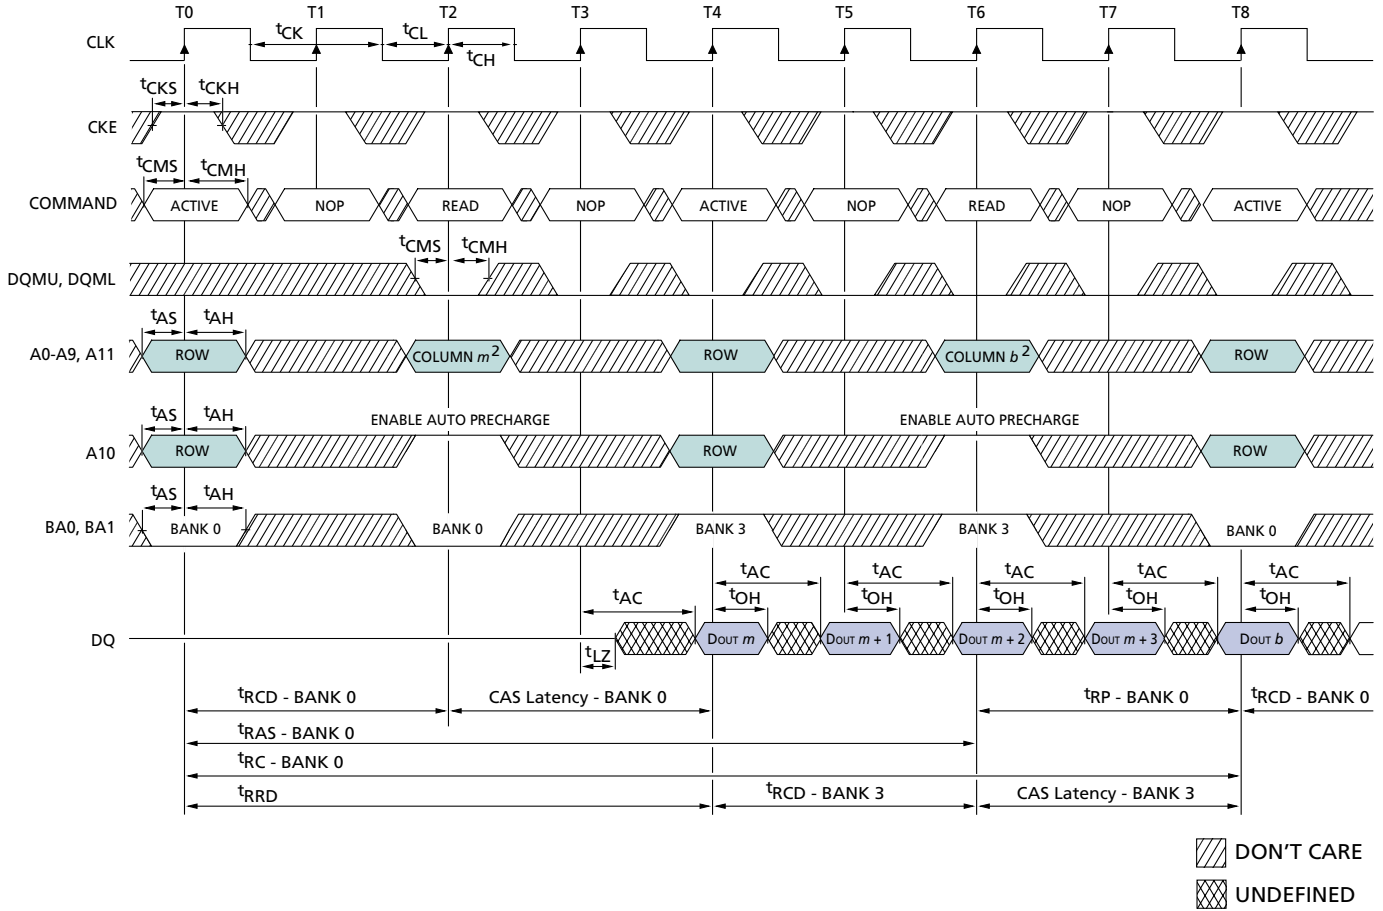 T0 T1 T2 T3 T4 T5 T6 T7 T8
CLK
tCK tCL
tCH
tCKS tCKH
CKE
tCMS tCMH
COMMAND ACTIVE NOP READ NOP ACTIVE NOP READ NOP ACTIVE
tCMS tCMH
DQMU, DQML
tAS tAH
A0-A9, A11 ROW COLUMN m2 ROW COLUMN b2 ROW
tAS tAH ENABLE AUTO PRECHARGE ENABLE AUTO PRECHARGE
A10 ROW ROW ROW
tAS tAH
BA0, BA1 BANK 0 BANK 0 BANK 3 BANK 3 BANK 0
tAC tAC tAC tAC tAC
tAC tOH tOH tOH tOH tOH
DQ DOUT m DOUT m + 1 DOUT m + 2 DOUT m + 3 DOUT b
tLZ
tRCD - BANK 0 CAS Latency - BANK 0 tRP - BANK 0 tRCD - BANK 0
tRAS - BANK 0
tRC - BANK 0
tRRD tRCD - BANK 3 CAS Latency - BANK 3
DON'T CARE
UNDEFINED